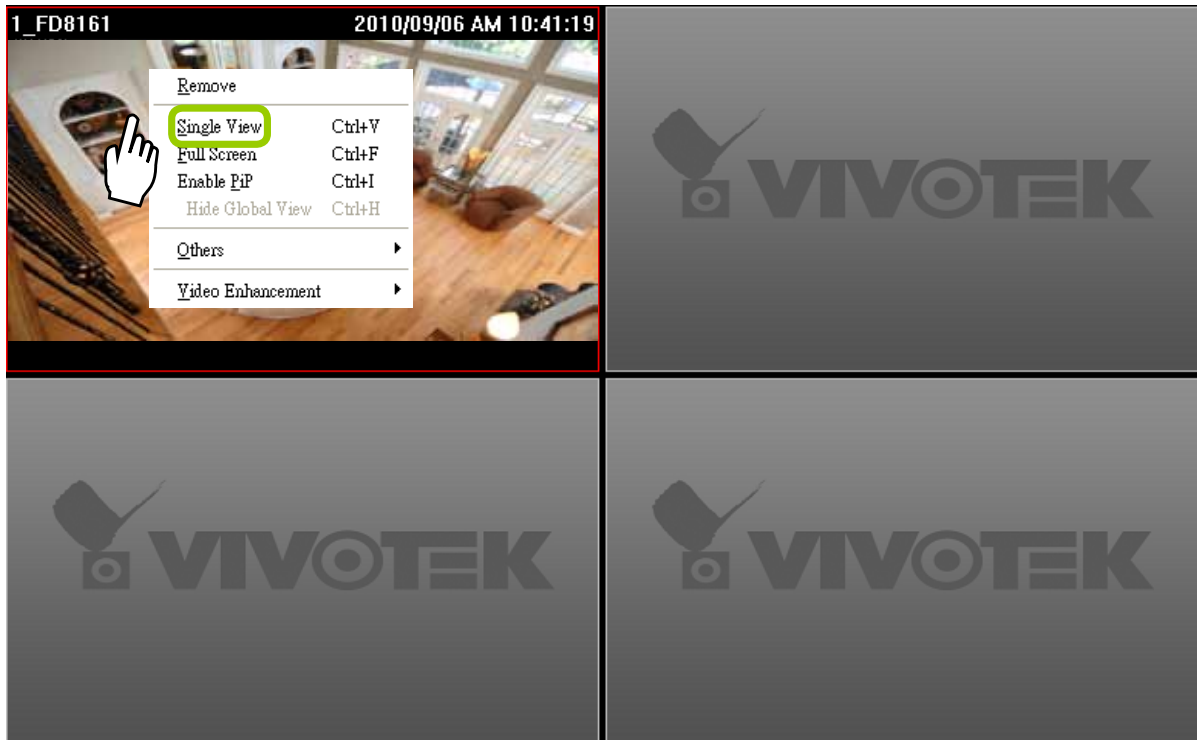 1_FD8161 2010/09/06 AM 10:41:19
Remove
Single View Ctrl+V
Full Screen Ctrl+F
Enable PiP Ctrl+I
Hide Global View Ctrl+H
Others
Video Enhancement
VIVOTEK
VIVOTEK
VIVOTEK